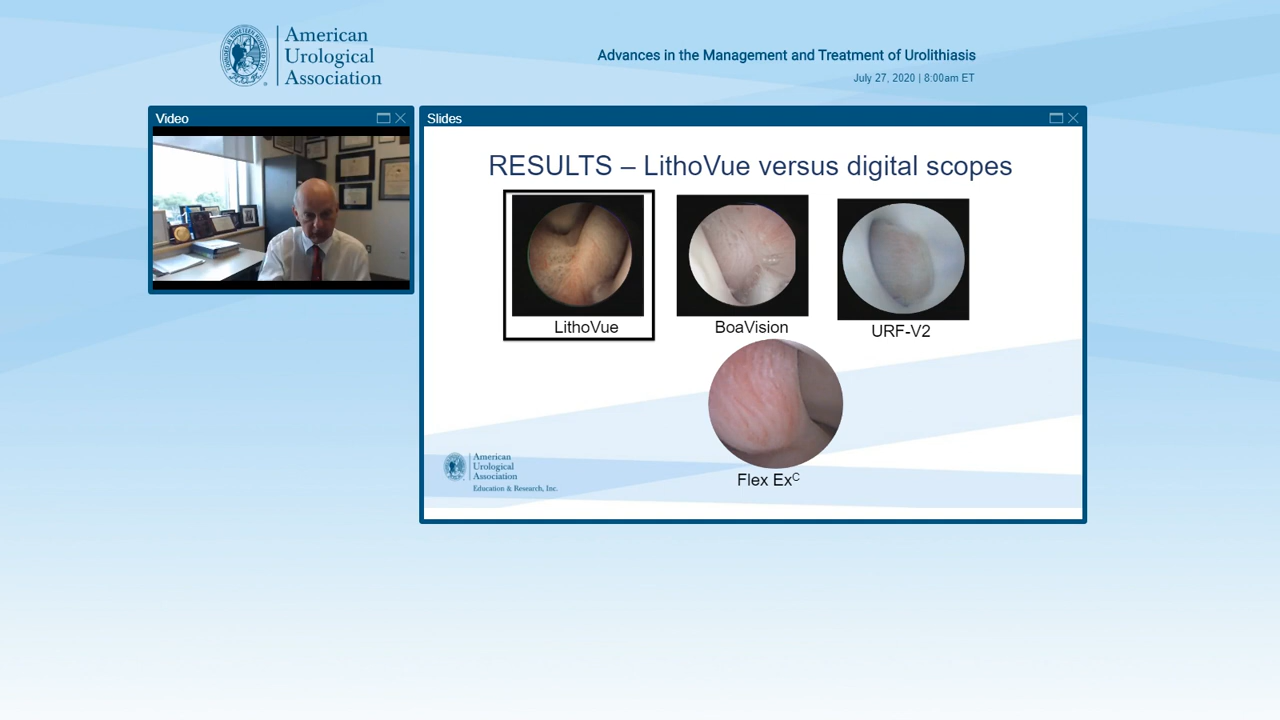 American
Urological
Association
Advances in the Management and Treatment of Urolithiasis
July 27, 2020 | 8:00am ET
Video
Slides
RESULTS – LithoVue versus digital scopes
LithoVue
BoaVision
URF-V2
Flex Exᶜ
American
Urological
Association
Education & Research, Inc.